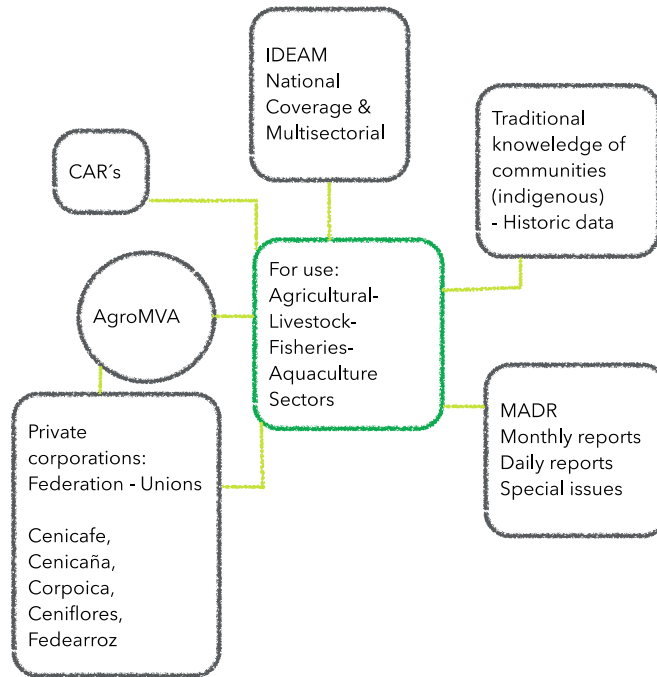 IDEAM
National
Coverage &
Multisectorial
Traditional
knoweledge of
communities
(indigenous)
- Historic data
CAR´s
For use:
Agricultural-
Livestock-
Fisheries-
Aquaculture
Sectors
AgroMVA
MADR
Monthly reports
Daily reports
Special issues
Private
corporations:
Federation - Unions
Cenicafe,
Cenicaña,
Corpoica,
Ceniflores,
Fedearroz